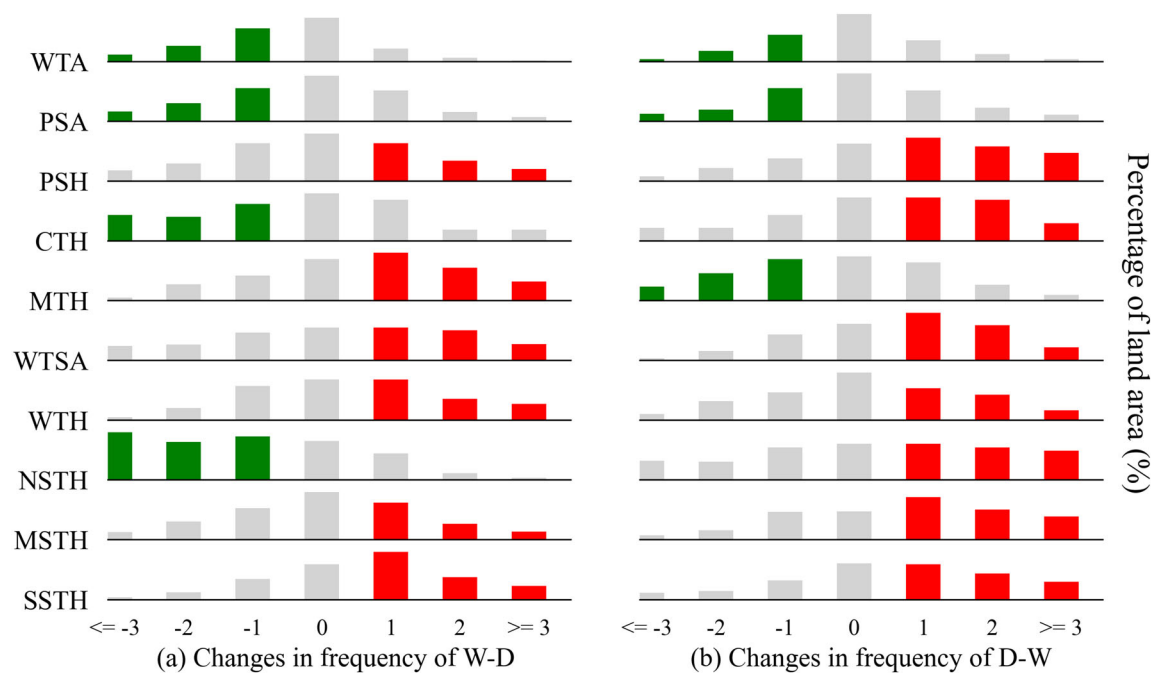 WTA
PSA
PSH
CTH
MTH
WTSA
WTH
NSTH
MSTH
SSTH
<= -3 -2 -1 0 1 2 >= 3
(a) Changes in frequency of W-D
<= -3 -2 -1 0 1 2 >= 3
(b) Changes in frequency of D-W
Percentage of land area (%)